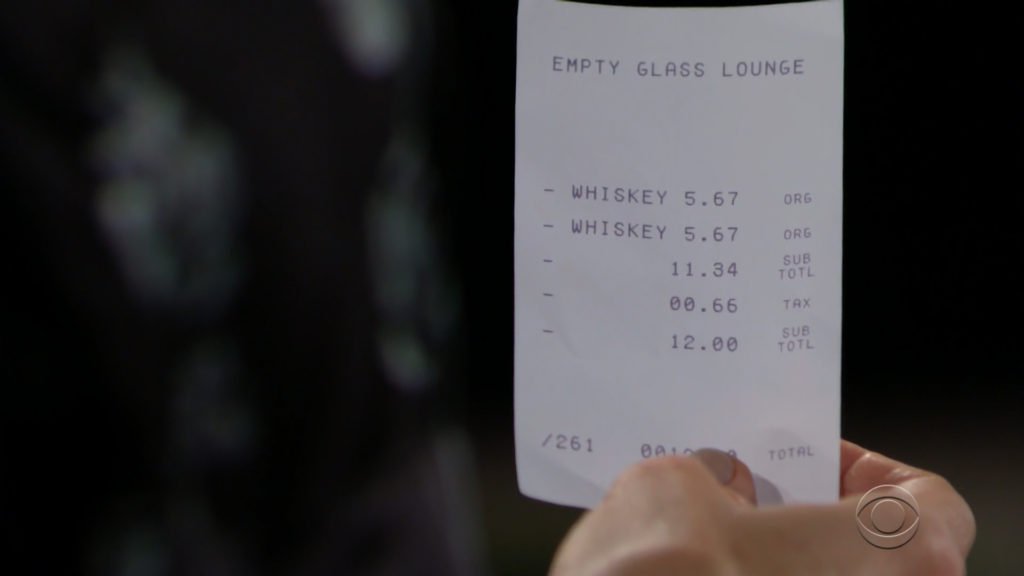 EMPTY GLASS LOUNGE
- WHISKEY 5.67 ORG
- WHISKEY 5.67 ORG
- 11.34 SUB TOTL
- 00.66 TAX
- 12.00 SUB TOTL
/261 TOTAL